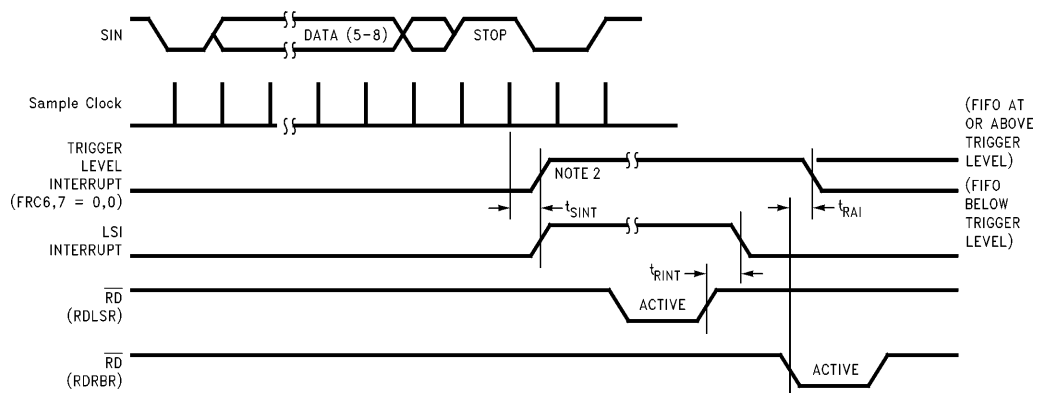 SIN
DATA (5-8)
STOP
Sample Clock
(FIFO AT
OR ABOVE
TRIGGER
LEVEL)
TRIGGER
LEVEL
INTERRUPT
(FRC6,7 = 0,0)
NOTE 2
(FIFO
BELOW
TRIGGER
LEVEL)
tSINT
tRAI
LSI
INTERRUPT
tRINT
RD
(RDLSR)
ACTIVE
RD
(RDRBR)
ACTIVE